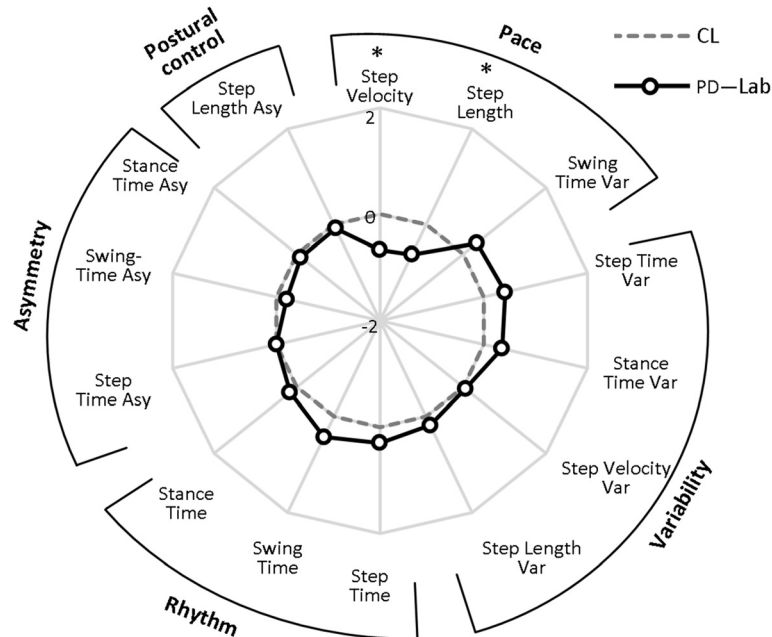 Postural
control
Pace
CL
PD—Lab
*
Step
Velocity
*
Step
Length
Swing
Time Var
Step Time
Var
Stance
Time Var
Step Velocity
Var
Step Length
Var
Variability
Step
Time
Swing
Time
Stance
Time
Rhythm
Step
Time Asy
Swing-
Time Asy
Stance
Time Asy
Asymmetry
Step
Length Asy
2
0
-2